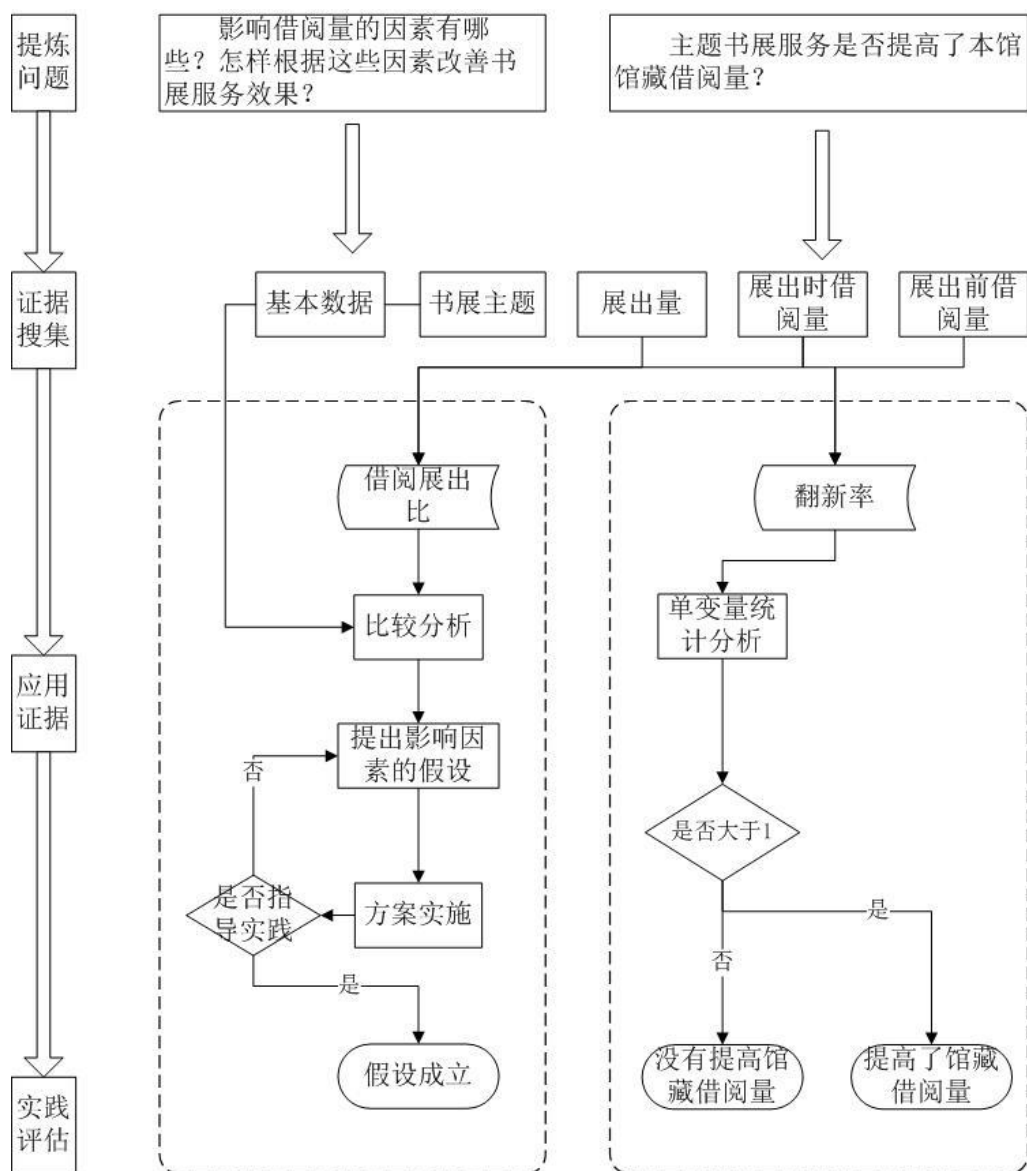 提炼
问题
影响借阅量的因素有哪
些？怎样根据这些因素改善书
展服务效果？
主题书展服务是否提高了本馆
馆藏借阅量？
证据
搜集
基本数据
书展主题
展出量
展出时借
阅量
展出前借
阅量
借阅展出
比
翻新率
比较分析
单变量统
计分析
应用
证据
提出影响因
素的假设
否
是否大于1
是否指
导实践
方案实施
是
否
是
假设成立
没有提高馆
藏借阅量
提高了馆藏
借阅量
实践
评估